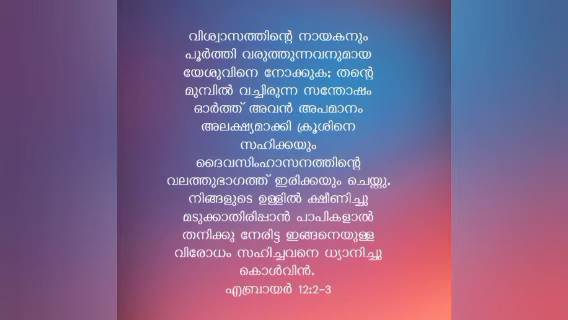 വിശ്വാസത്തിന്റെ നായകനും
പൂർത്തി വരുത്തുന്നവനുമായ
യേശുവിനെ നോക്കുക; തന്റെ
മുമ്പിൽ വച്ചിരുന്ന സന്തോഷം
ഓർത്ത് അവൻ അപമാനം
അലക്ഷ്യമാക്കി ക്രൂശിനെ
സഹിക്കയും
ദൈവസിംഹാസനത്തിന്റെ
വലത്തുഭാഗത്ത് ഇരിക്കയും ചെയ്തു.
നിങ്ങളുടെ ഉള്ളിൽ ക്ഷീണിച്ചു
മടുക്കാതിരിപ്പാൻ പാപികളാൽ
തനിക്കു നേരിട്ട ഇങ്ങനെയുള്ള
വിരോധം സഹിച്ചവനെ ധ്യാനിച്ചു
കൊൾവിൻ.
എബ്രായർ 12:2-3